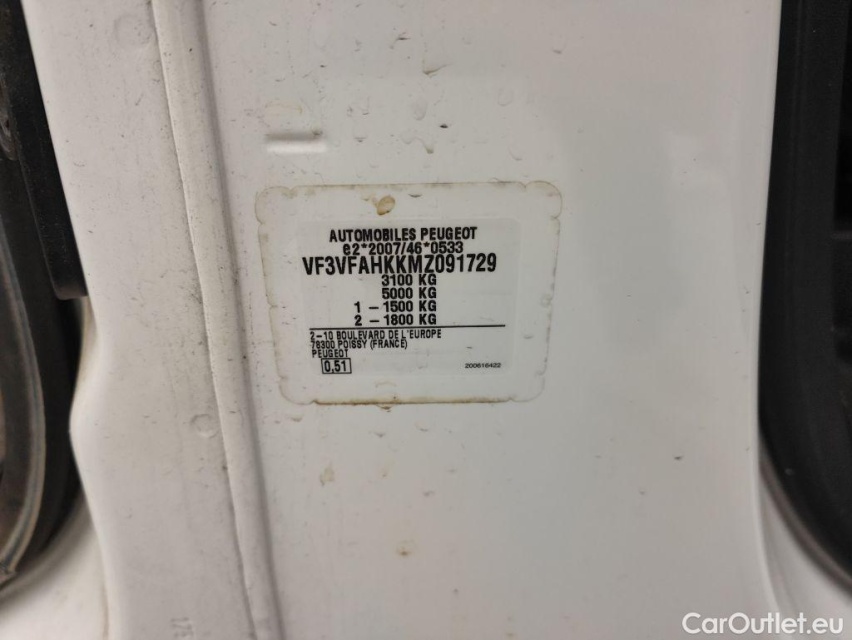 AUTOMOBILES PEUGEOT
e2*2007/46*0533
VF3VFAHKKMZ091729
3100 KG
5000 KG
1 - 1500 KG
2 - 1800 KG
2-10 BOULEVARD DE L'EUROPE
78300 POISSY (FRANCE)
PEUGEOT
0.51
200616422
CarOutlet.eu